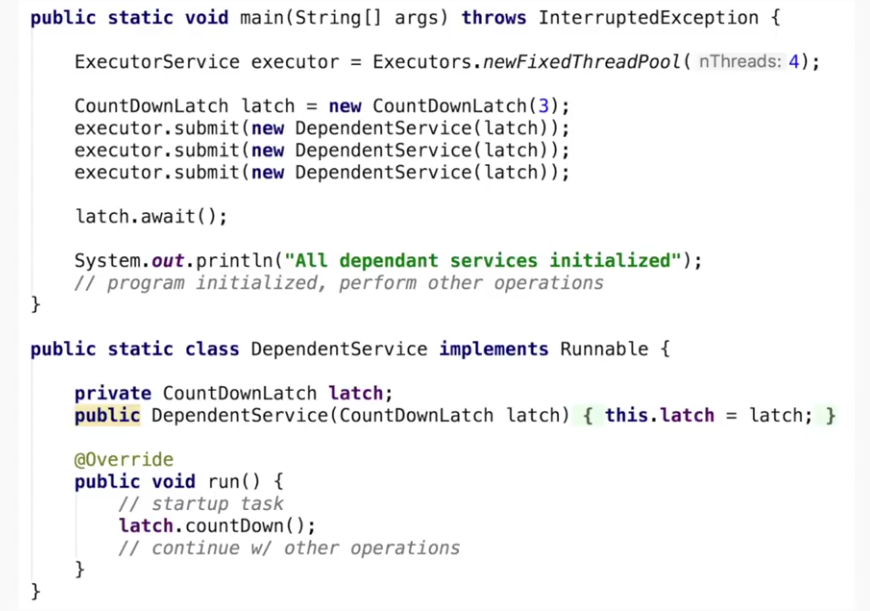 public static void main(String[] args) throws InterruptedException {
ExecutorService executor = Executors.newFixedThreadPool( nThreads: 4);
CountDownLatch latch = new CountDownLatch(3);
executor.submit(new DependentService(latch));
executor.submit(new DependentService(latch));
executor.submit(new DependentService(latch));
latch.await();
System.out.println("All dependant services initialized");
// program initialized, perform other operations
}
public static class DependentService implements Runnable {
private CountDownLatch latch;
public DependentService(CountDownLatch latch) { this.latch = latch; }
@Override
public void run() {
// startup task
latch.countDown();
// continue w/ other operations
}
}